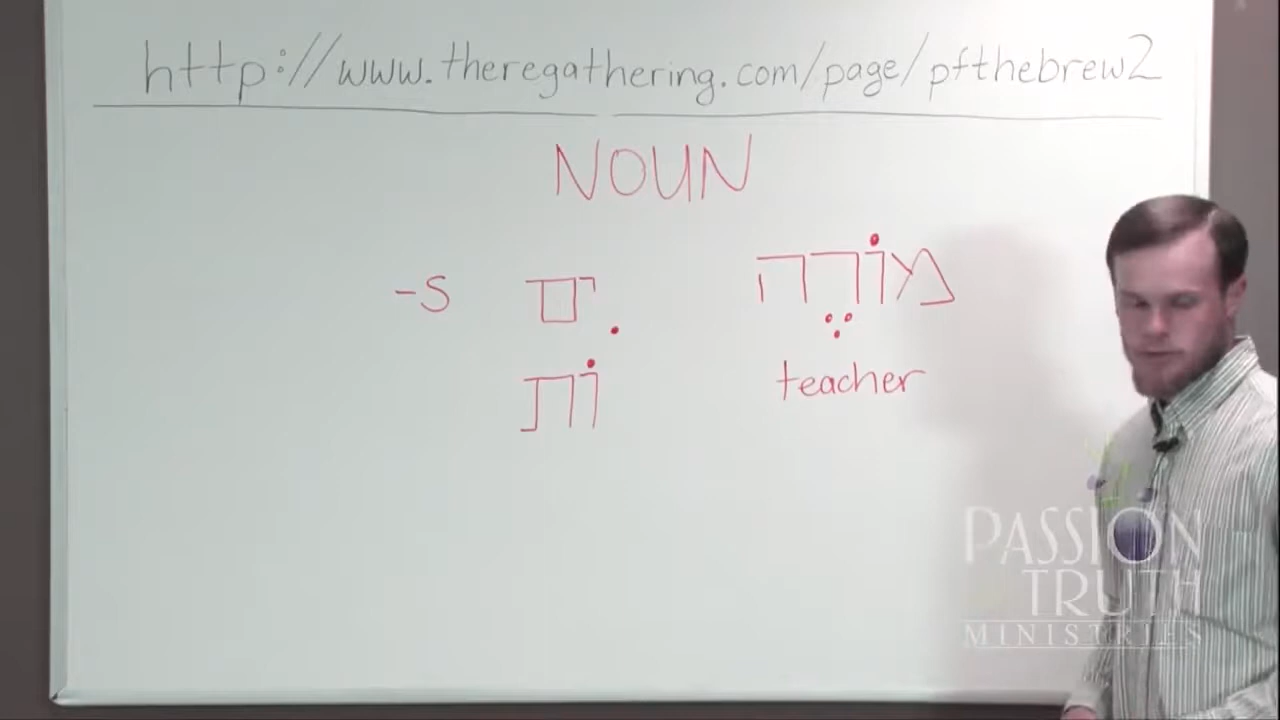 http://www.theregathering.com/page/pfthebrew2
NOUN
מוֹרֶה
-S ִים
וֹת
teacher
PASSION
TRUTH
MINISTRIES